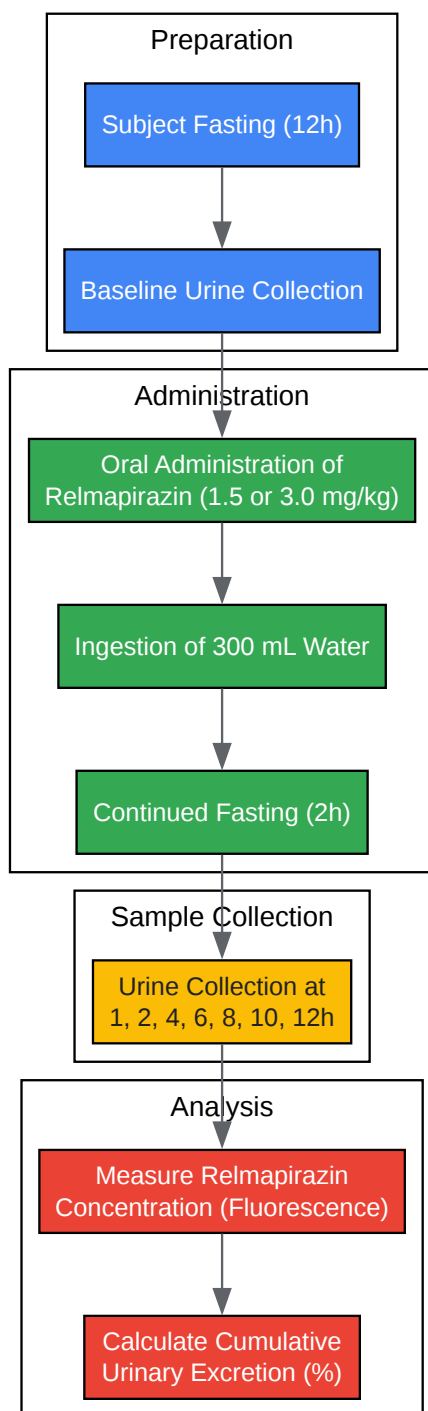 Preparation
Subject Fasting (12h)
Baseline Urine Collection
Administration
Oral Administration of
Relmapirazin (1.5 or 3.0 mg/kg)
Ingestion of 300 mL Water
Continued Fasting (2h)
Sample Collection
Urine Collection at
1, 2, 4, 6, 8, 10, 12h
Analysis
Measure Relmapirazin
Concentration (Fluorescence)
Calculate Cumulative
Urinary Excretion (%)